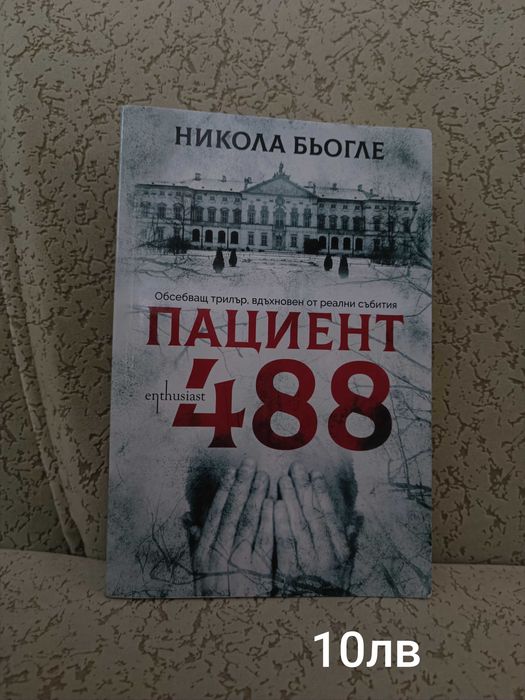 НИКОЛА БЬОГЛЕ
Обсебващ трилър, вдъхновен от реални събития
ПАЦИЕНТ
enthusiast
488
10лв